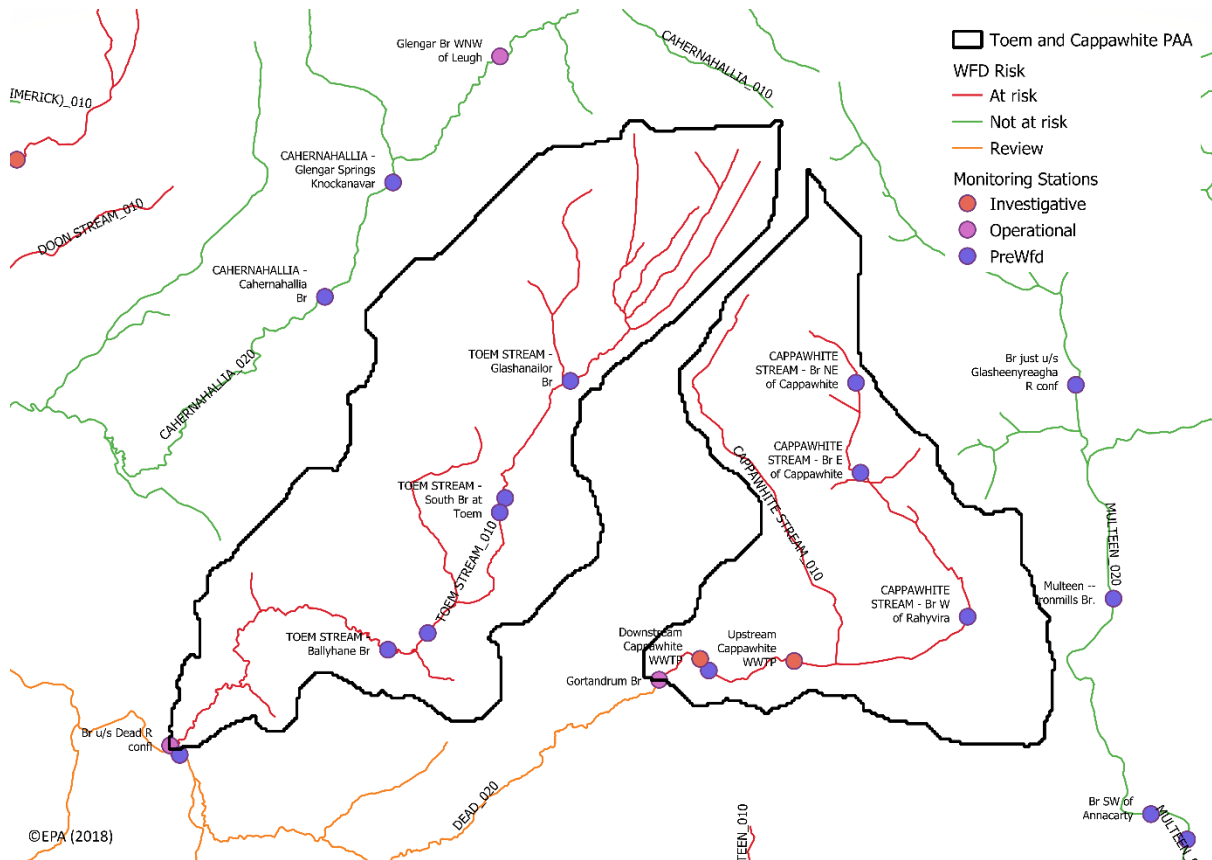 Glengar Br WNW
of Leugh
CAHERNAHALLIA_010
Toem and Cappawhite PAA
WFD Risk
At risk
Not at risk
Review
Monitoring Stations
Investigative
Operational
PreWfd
IMERICK)_010
DOON STREAM_010
CAHERNAHALLIA -
Glengar Springs
Knockanavar
CAHERNAHALLIA -
Cahernahallia
Br
CAHERNAHALLIA_020
TOEM STREAM -
Glashanailor
Br
TOEM STREAM -
South Br at
Toem
TOEM STREAM_010
TOEM STREAM -
Ballyhane Br
Br u/s Dead R
confl
CAPPAWHITE
STREAM - Br NE
of Cappawhite
CAPPAWHITE
STREAM - Br E
of Cappawhite
CAPPAWHITE STREAM_010
CAPPAWHITE
STREAM - Br W
of Rahyvira
Downstream
Cappawhite
WWTP
Upstream
Cappawhite
WWTP
Gortandrum Br
Br just u/s
Glasheenyreagha
R conf
MULTEEN_020
Multeen --
Ironmills Br.
Br SW of
Annacarty
MULTEEN_
DEAD_020
TEEN_010
©EPA (2018)